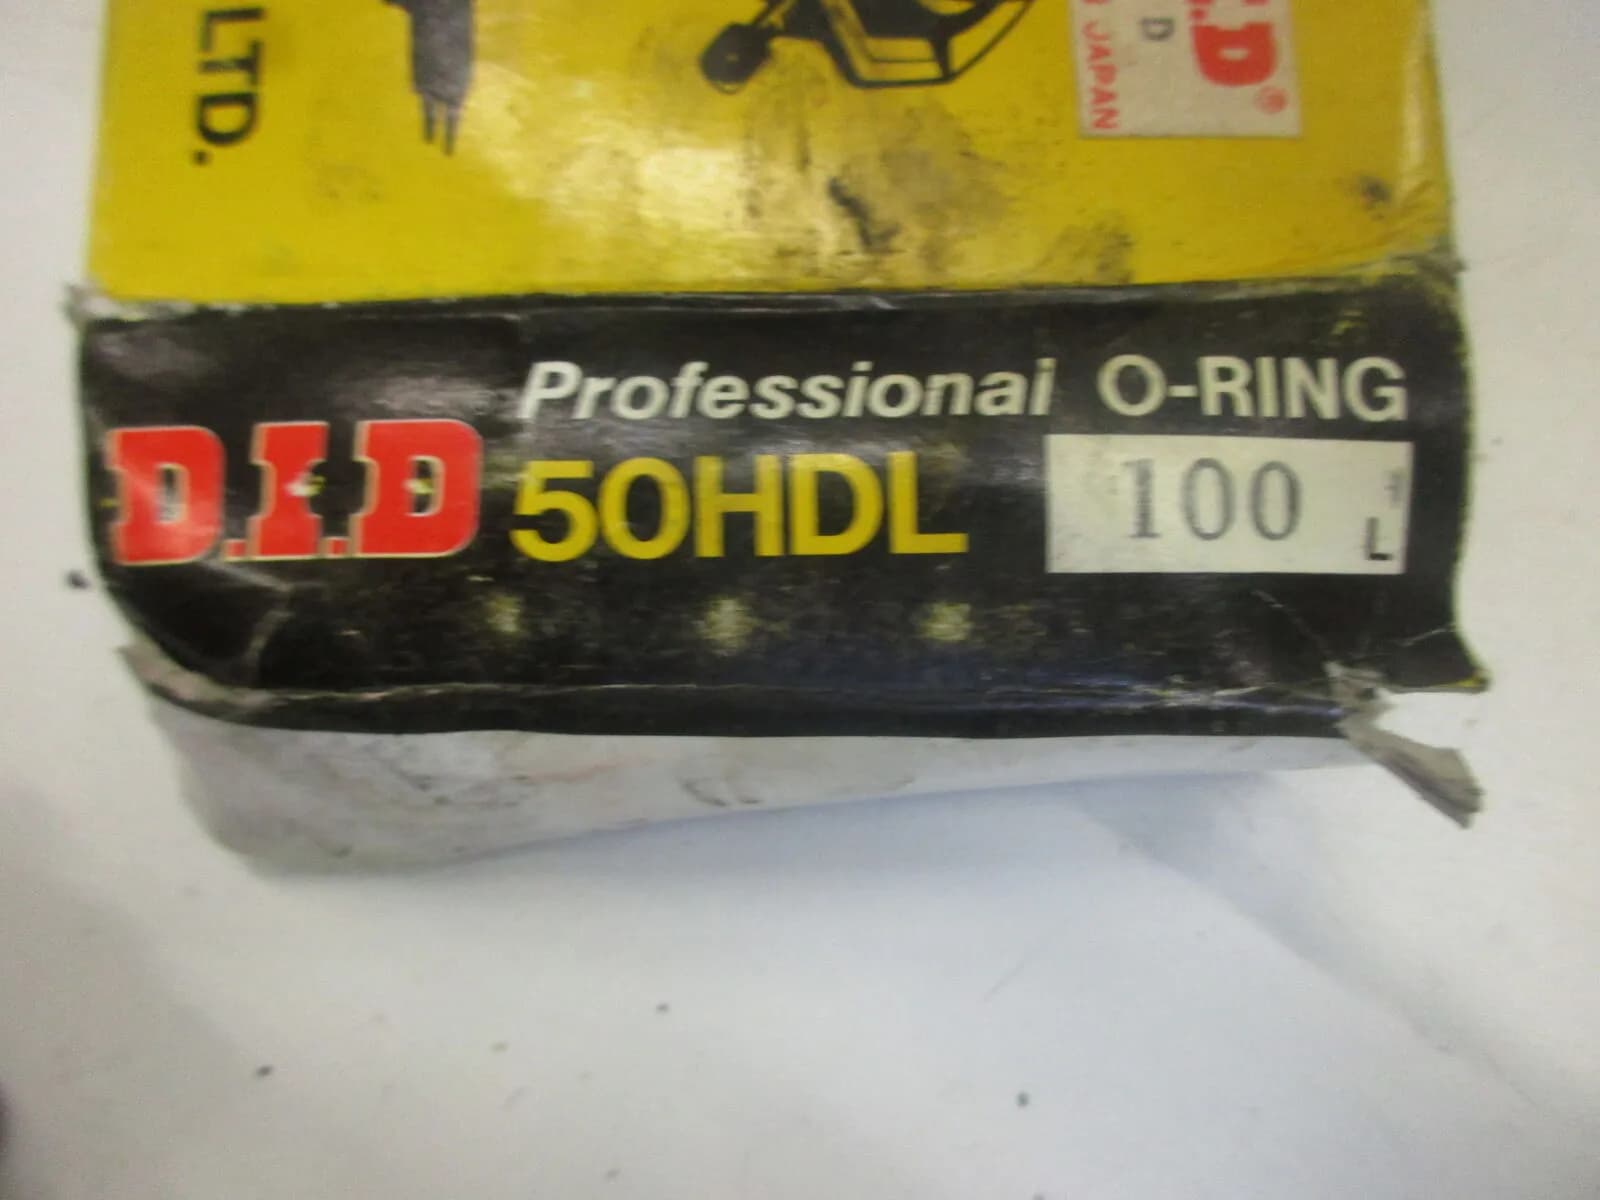 LTD.
.D®
D
JAPAN
Professional O-RING
D.I.D 50HDL 100 L